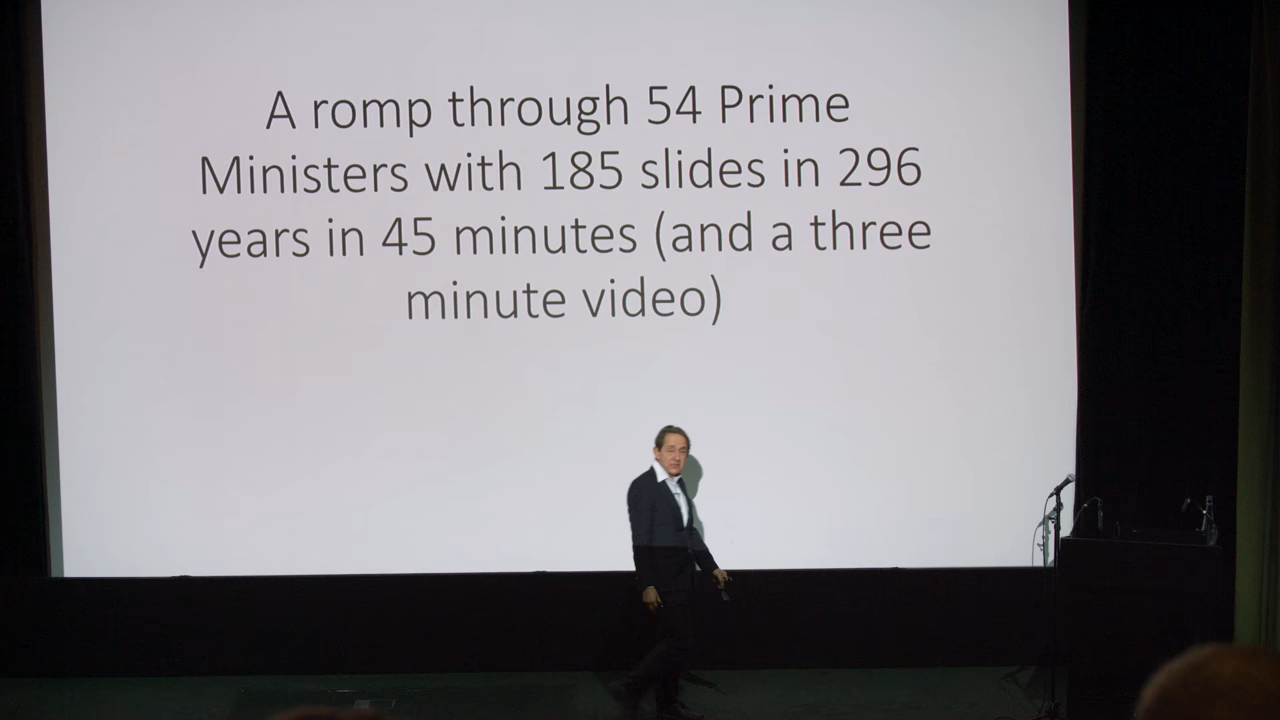 A romp through 54 Prime
Ministers with 185 slides in 296
years in 45 minutes (and a three
minute video)